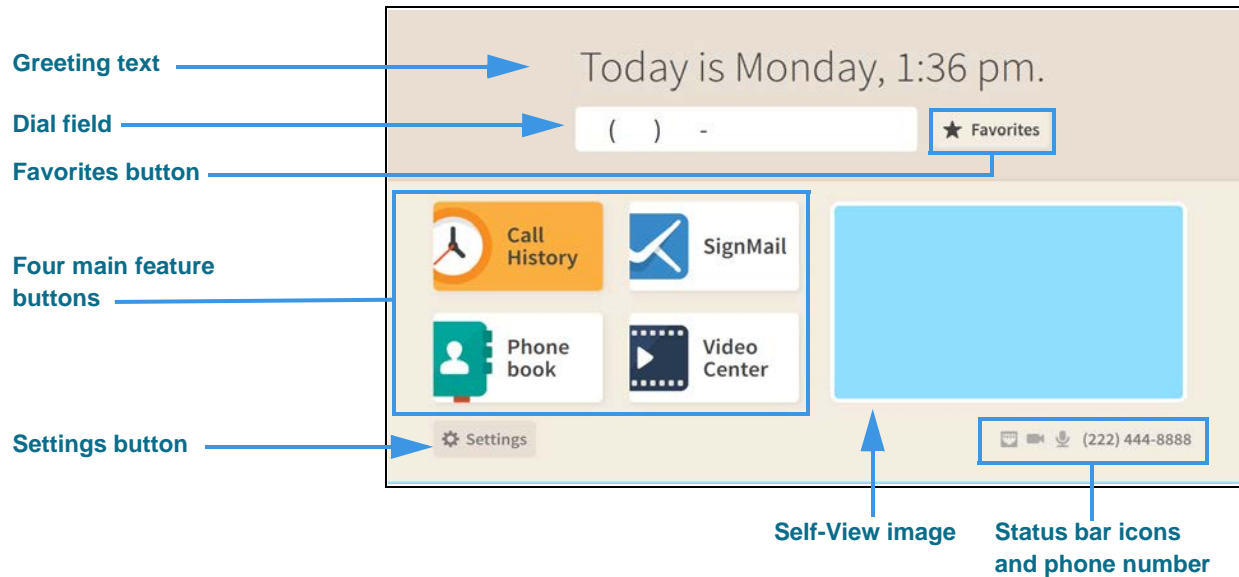 Greeting text
Today is Monday, 1:36 pm.
Dial field
( ) -
Favorites
Favorites button
Call
History
SignMail
Four main feature
buttons
Phone
book
Video
Center
Settings button
Settings
(222) 444-8888
Self-View image
Status bar icons
and phone number